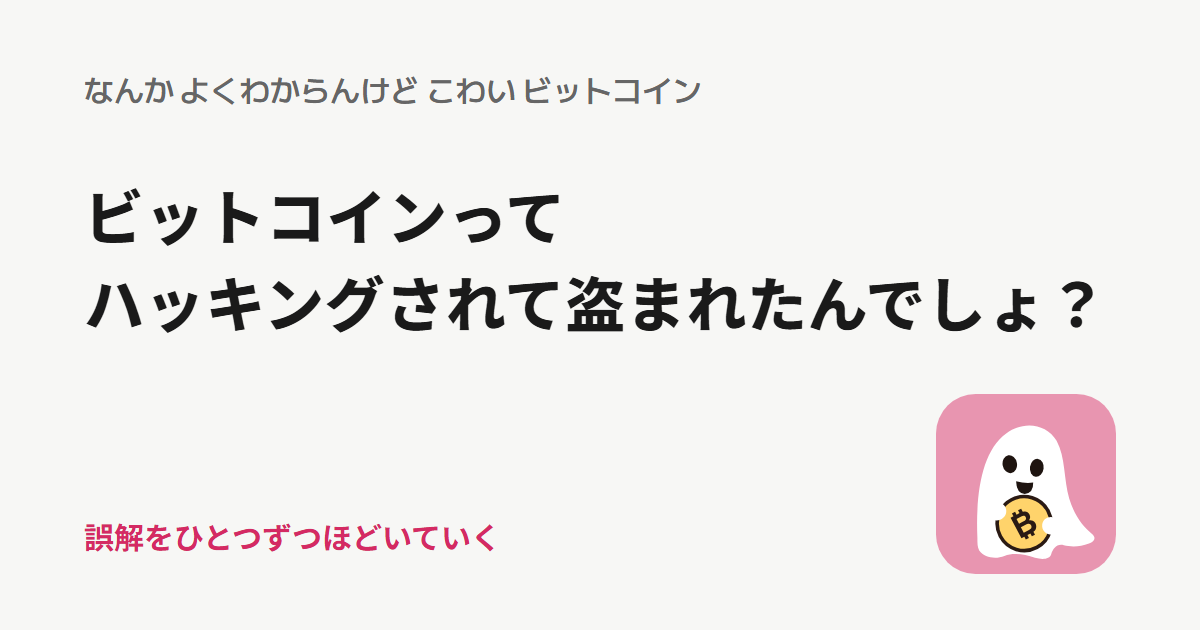 なんか よくわからんけど こわい ビットコイン
ビットコインって
ハッキングされて盗まれたんでしょ？
誤解をひとつずつほどいていく
₿